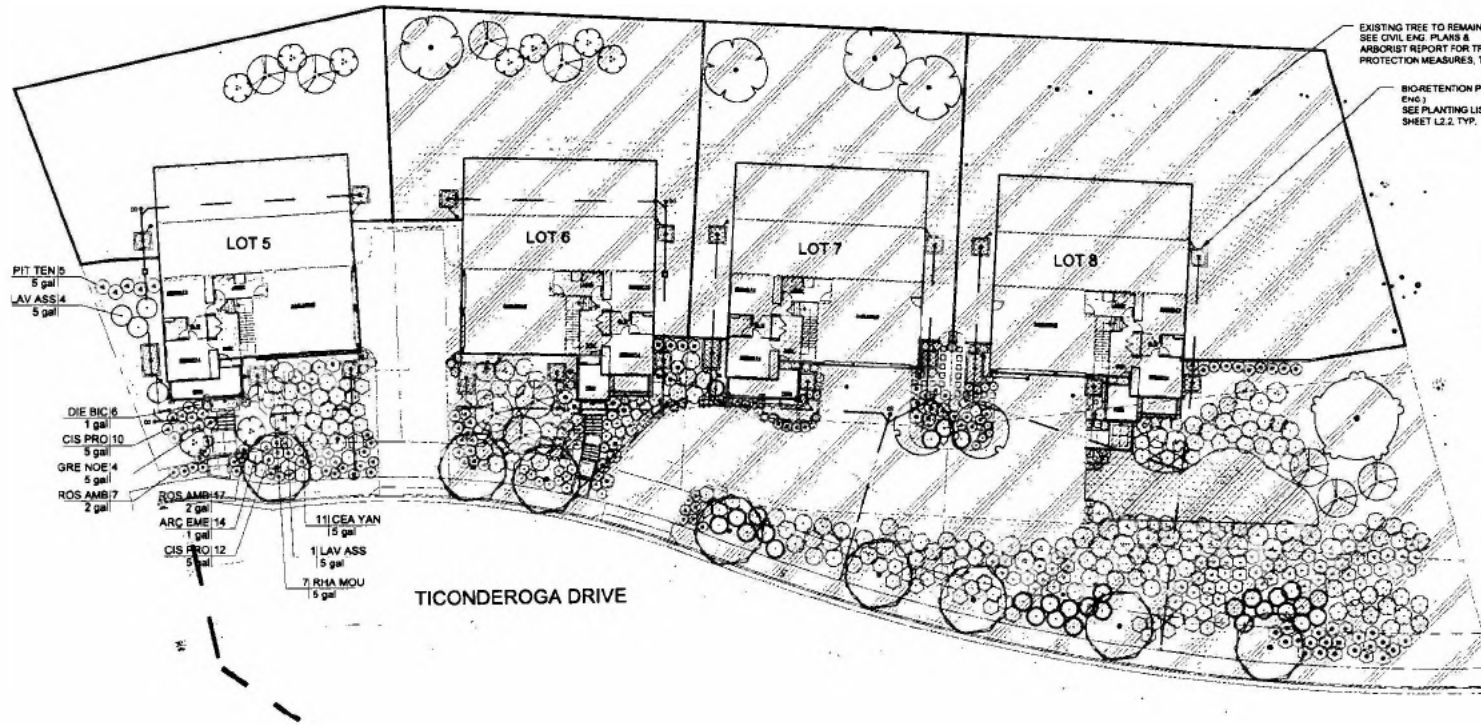 EXISTING TREE TO REMAIN
SEE CIVIL ENG. PLANS &
ARBORIST REPORT FOR
PROTECTION MEASURES,
BIO-RETENTION
ENG.)
SEE PLANTING
SHEET L2.2, TYP.
LOT 5
LOT 6
LOT 7
LOT 8
PIT TEN 5
5 gal
LAV ASS 4
5 gal
DIE BIC 6
1 gal
CIS PRO 10
5 gal
GRE NOE 4
5 gal
ROS AMB 7
2 gal
ROS AMB 17
2 gal
ARC EME 14
1 gal
CIS PRO 12
5 gal
11 CEA YAN
5 gal
1 LAV ASS
5 gal
7 RHA MOU
5 gal
TICONDEROGA DRIVE